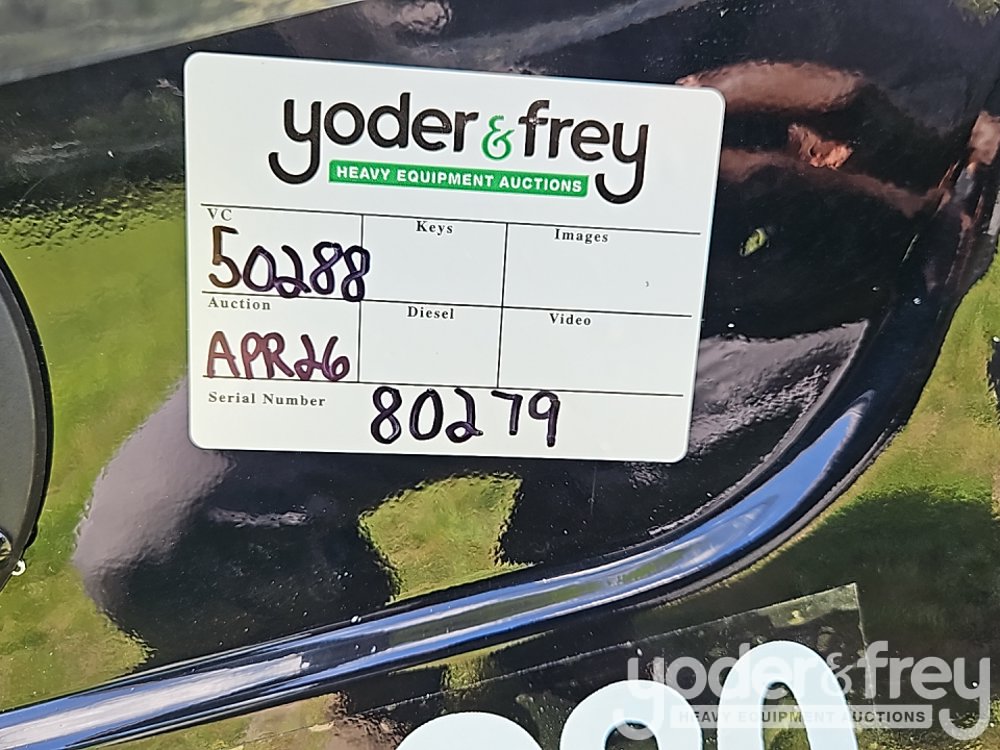 yoder & frey
HEAVY EQUIPMENT AUCTIONS
VC Keys Images
50288
Auction Diesel Video
APR26
Serial Number 80279
yoder & frey
HEAVY EQUIPMENT AUCTIONS